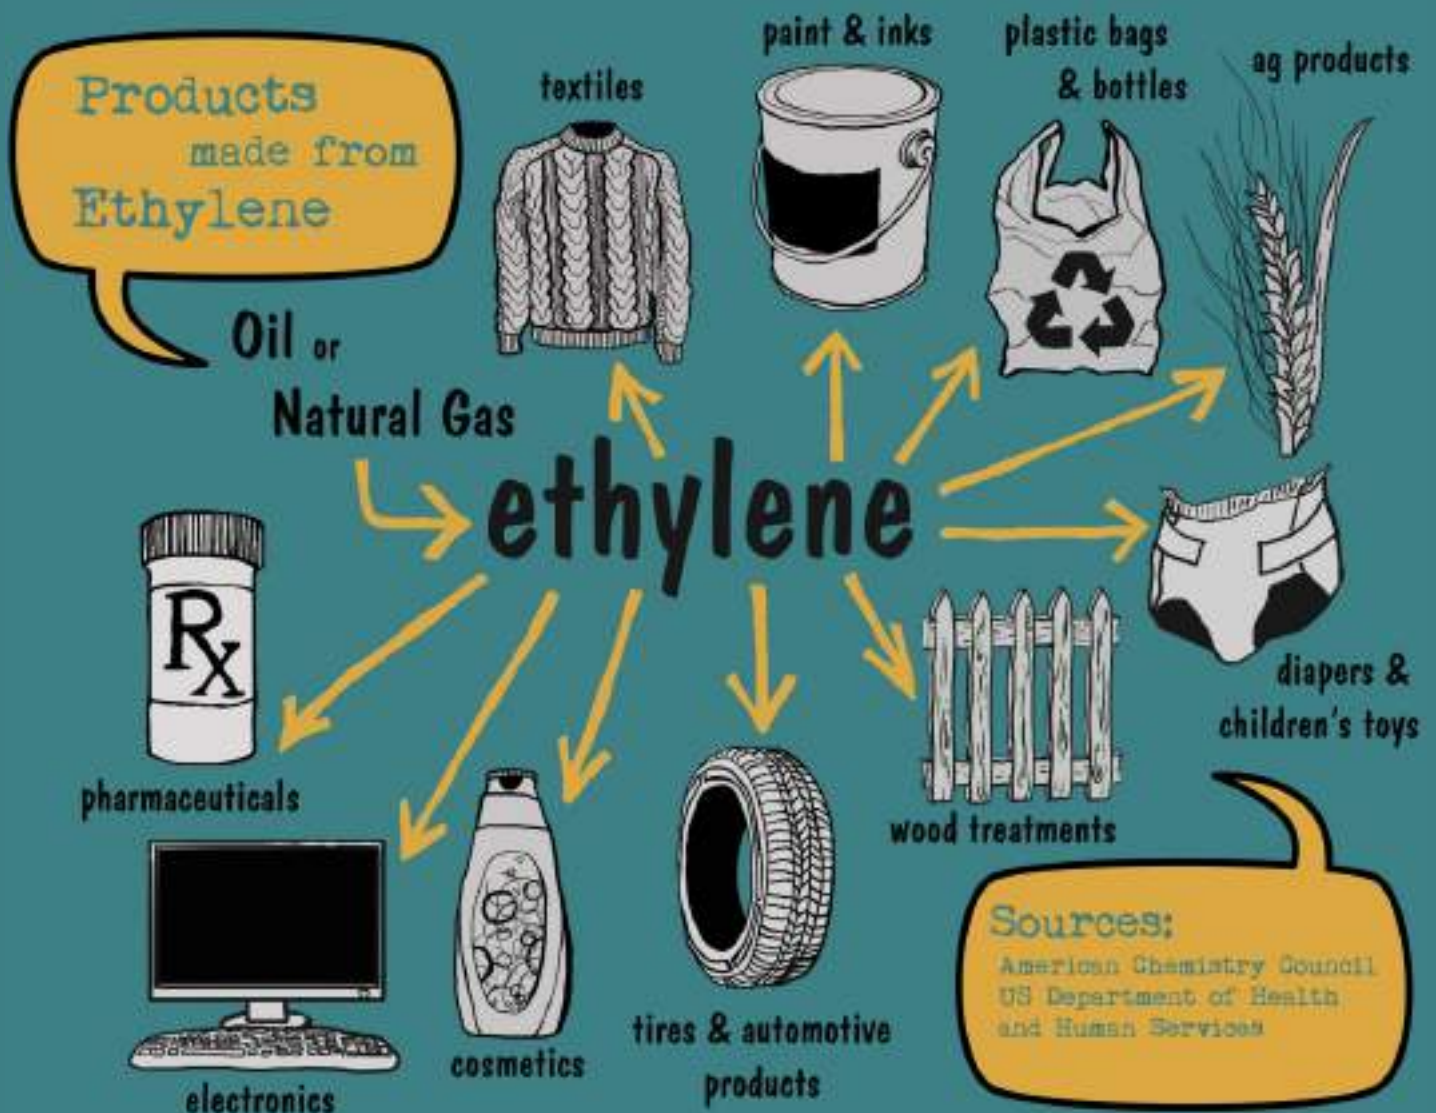 Products
made from
Ethylene
textiles
paint & inks
plastic bags
& bottles
ag products
Oil or
Natural Gas
ethylene
Rx
pharmaceuticals
diapers &
children's toys
wood treatments
electronics
cosmetics
tires & automotive
products
Sources:
American Chemistry Council
US Department of Health
and Human Services